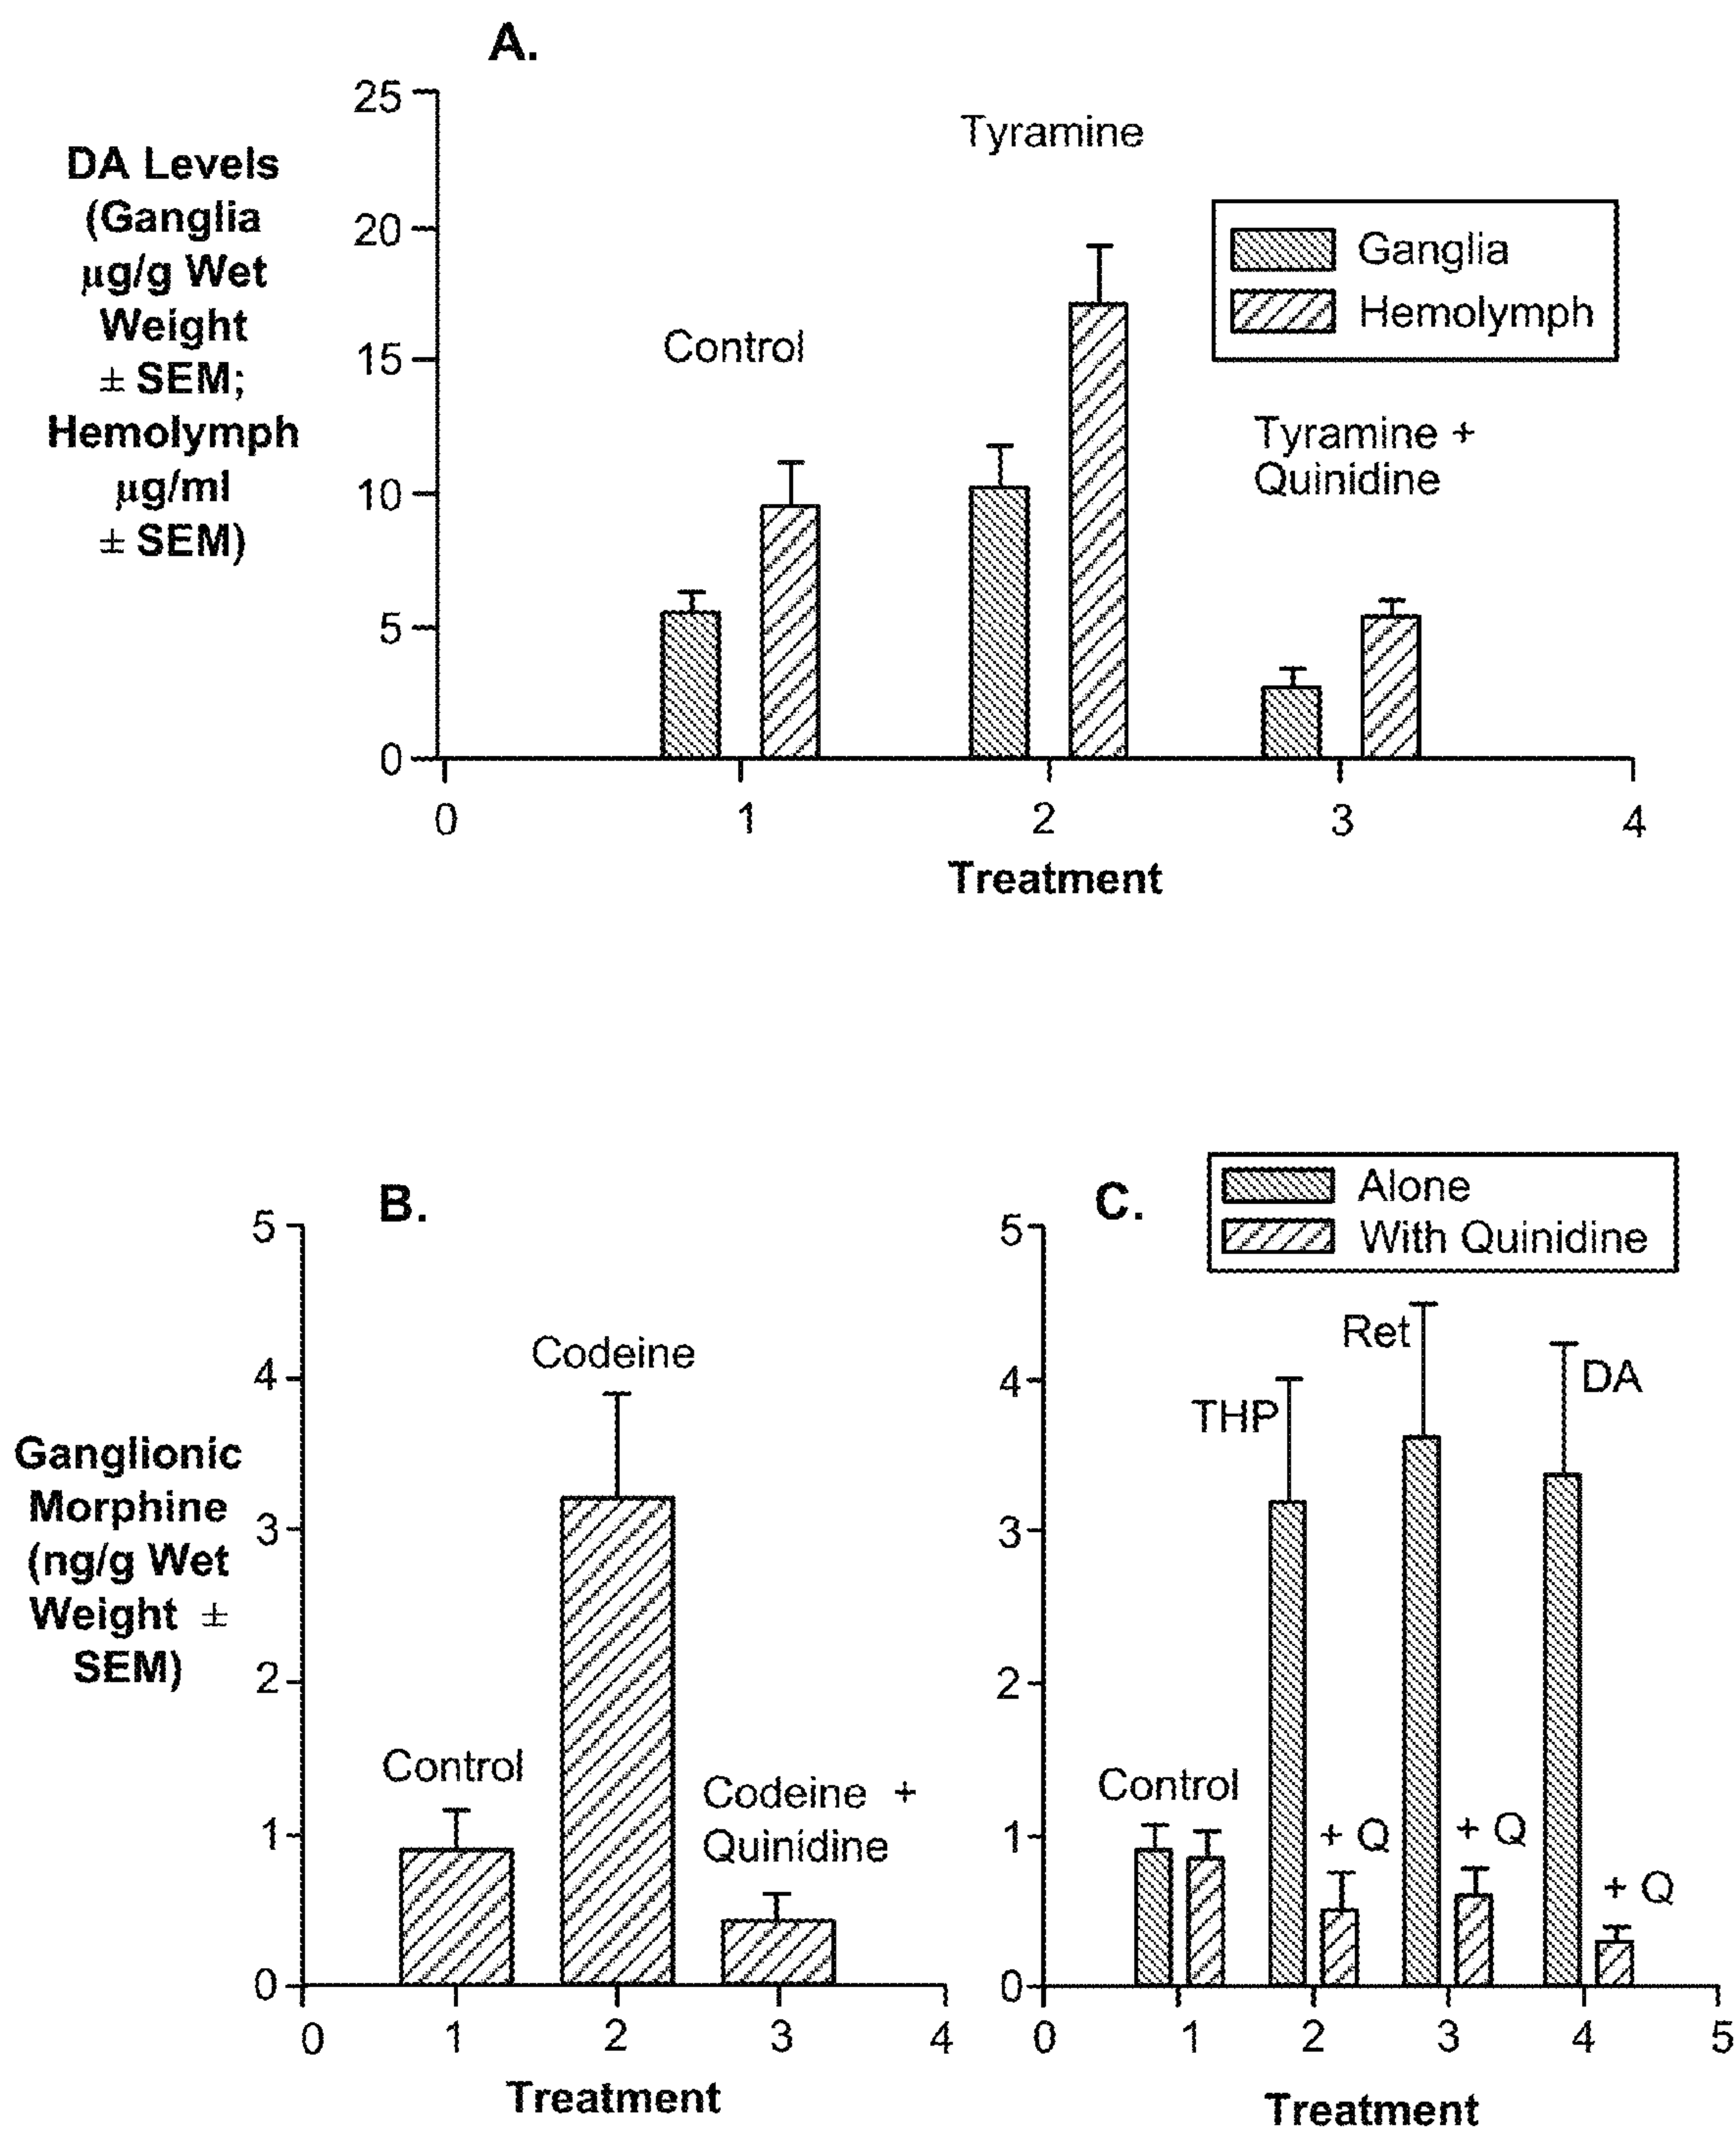 A.
DA Levels
(Ganglia
µg/g Wet
Weight
± SEM;
Hemolymph
µg/ml
± SEM)
25
20
15
10
5
0
Control
Tyramine
Tyramine +
Quinidine
Ganglia
Hemolymph
0 1 2 3 4
Treatment
B.
Ganglionic
Morphine
(ng/g Wet
Weight ±
SEM)
5
4
3
2
1
0
Control
Codeine
Codeine +
Quinidine
0 1 2 3 4
Treatment
C.
Alone
With Quinidine
5
4
3
2
1
0
Control
THP
+ Q
Ret
+ Q
DA
+ Q
0 1 2 3 4 5
Treatment